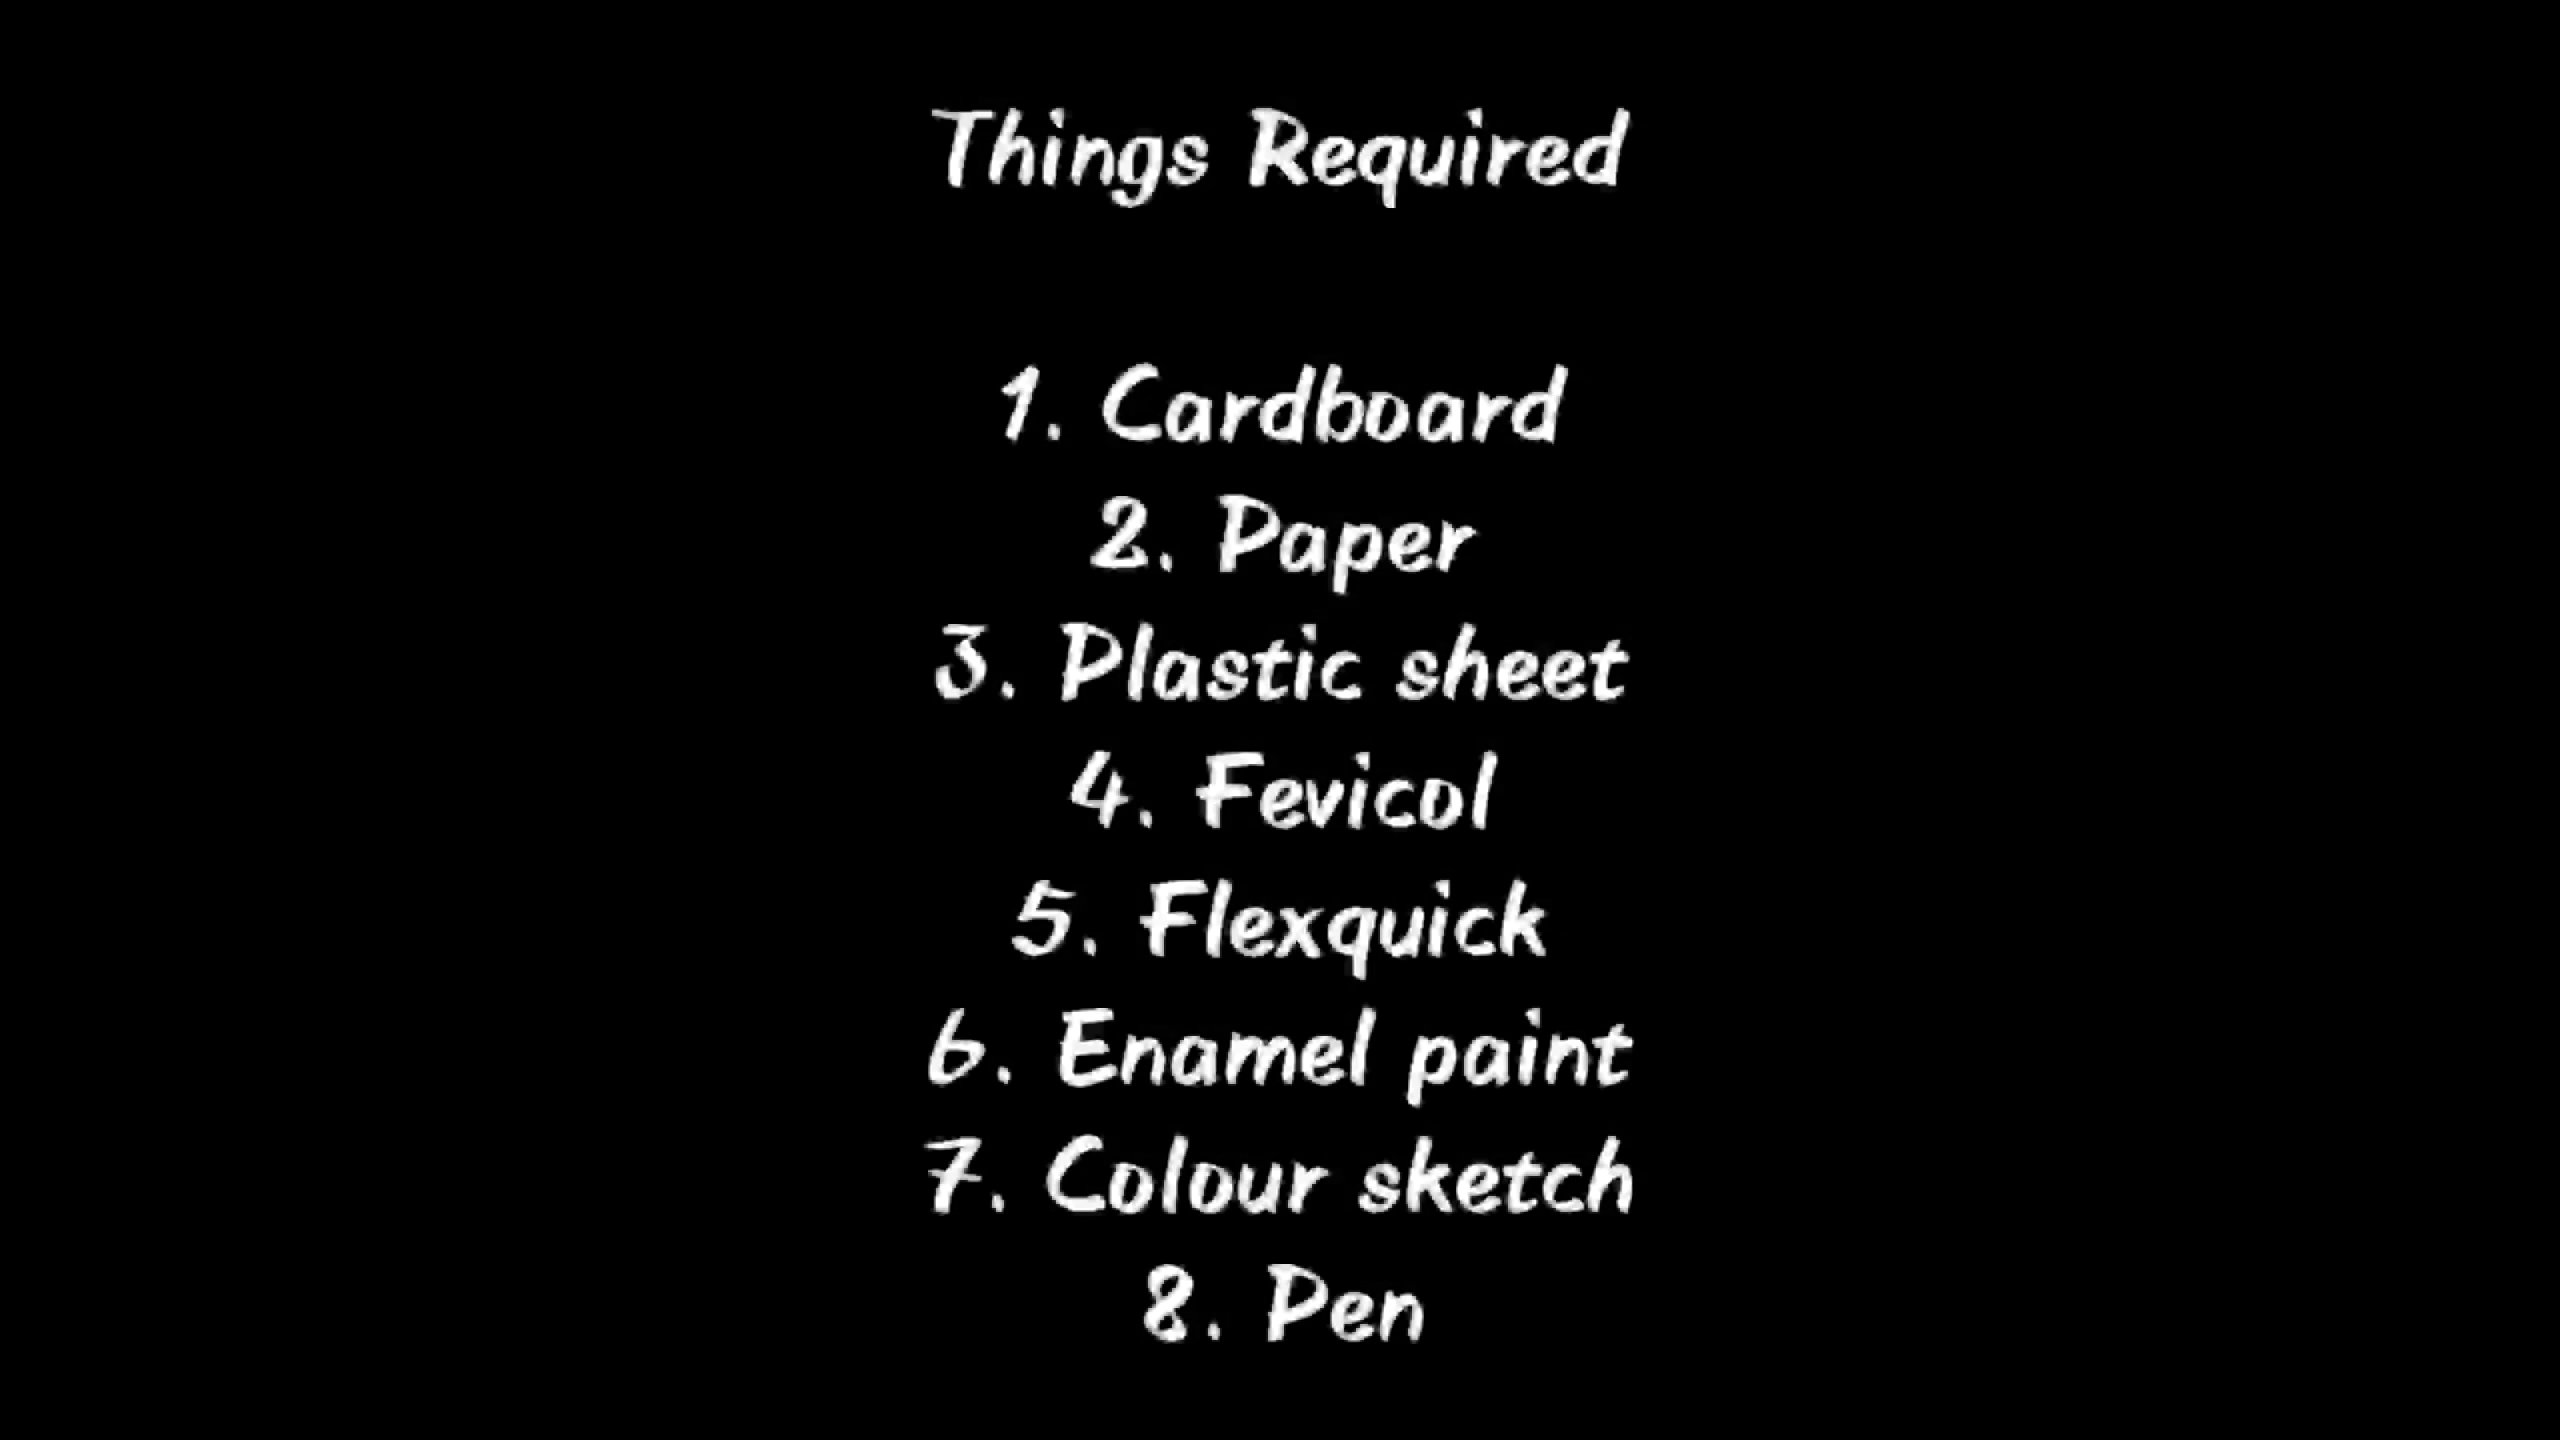 Things Required
1. Cardboard
2. Paper
3. Plastic sheet
4. Fevicol
5. Flexquick
6. Enamel paint
7. Colour sketch
8. Pen